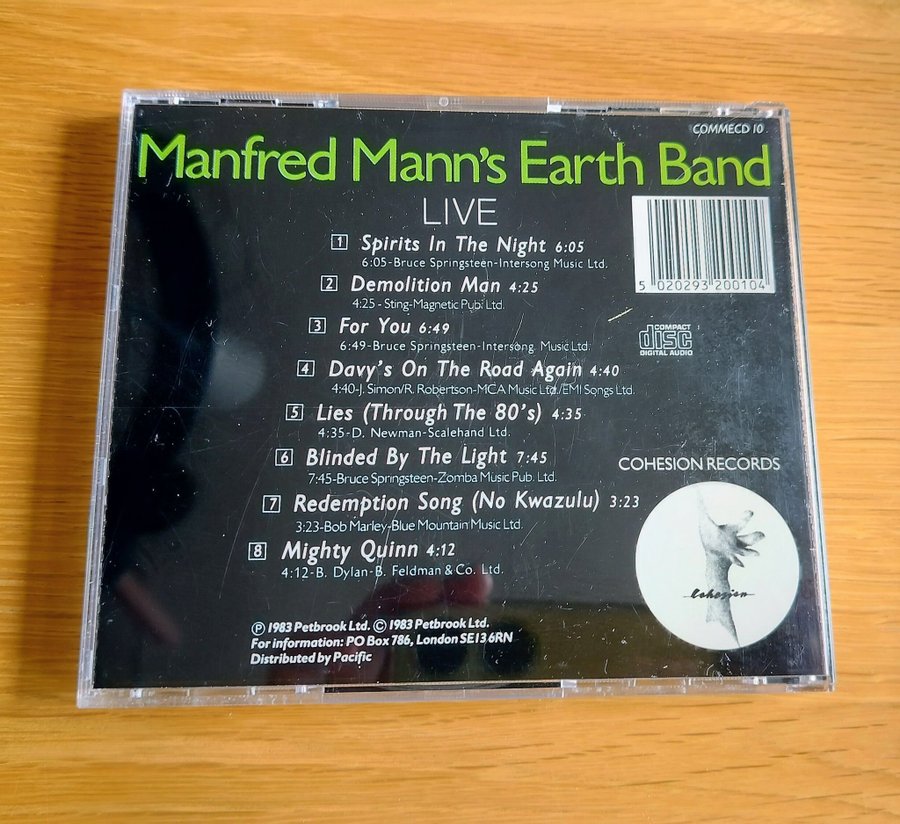 COMMECD 10
Manfred Mann's Earth Band
LIVE
1 Spirits In The Night 6:05
6:05-Bruce Springsteen-Intersong Music Ltd.
2 Demolition Man 4:25
4:25 - Sting-Magnetic Pub. Ltd.
3 For You 6:49
6:49-Bruce Springsteen-Intersong. Music Ltd.
4 Davy's On The Road Again 4:40
4:40-J. Simon/R. Robertson-MCA Music Ltd./EMI Songs Ltd.
5 Lies (Through The 80's) 4:35
4:35-D. Newman-Scalehand Ltd.
6 Blinded By The Light 7:45
7:45-Bruce Springsteen-Zomba Music Pub. Ltd.
7 Redemption Song (No Kwazulu) 3:23
3:23-Bob Marley-Blue Mountain Music Ltd.
8 Mighty Quinn 4:12
4:12-B. Dylan-B. Feldman & Co. Ltd.
5 020293 200104
COMPACT
disc
DIGITAL AUDIO
COHESION RECORDS
Cohesion
Ⓟ 1983 Petbrook Ltd. © 1983 Petbrook Ltd.
For information: PO Box 786, London SE13 6RN
Distributed by Pacific